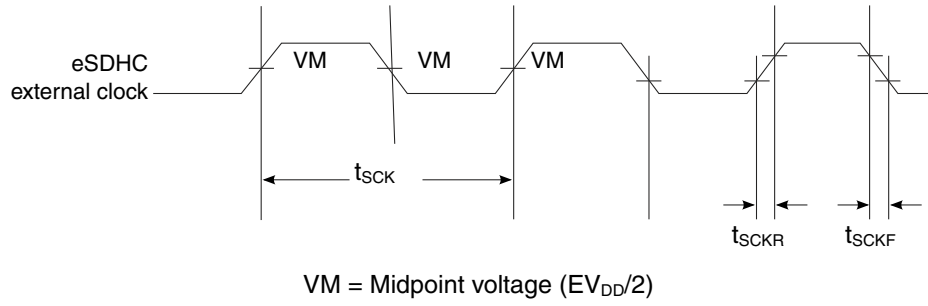 eSDHC
external clock
VM
VM
VM
tSCK
tSCKR
tSCKF
VM = Midpoint voltage (EVDD/2)